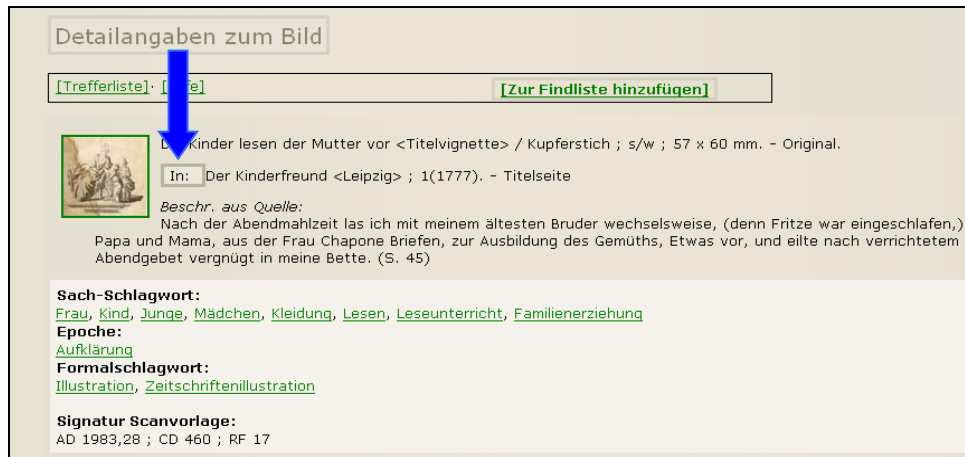 Detailangaben zum Bild
[Trefferliste]· [ fe] [Zur Findliste hinzufügen]
Kinder lesen der Mutter vor <Titelvignette> / Kupferstich ; s/w ; 57 x 60 mm. – Original.
In: Der Kinderfreund <Leipzig> ; 1(1777). – Titelseite
Beschr. aus Quelle:
Nach der Abendmahlzeit las ich mit meinem ältesten Bruder wechselsweise, (denn Fritze war eingeschlafen,)
Papa und Mama, aus der Frau Chapone Briefen, zur Ausbildung des Gemüths, Etwas vor, und eilte nach verrichtetem
Abendgebet vergnügt in meine Bette. (S. 45)
Sach-Schlagwort:
Frau, Kind, Junge, Mädchen, Kleidung, Lesen, Leseunterricht, Familienerziehung
Epoche:
Aufklärung
Formalschlagwort:
Illustration, Zeitschriftenillustration
Signatur Scanvorlage:
AD 1983,28 ; CD 460 ; RF 17